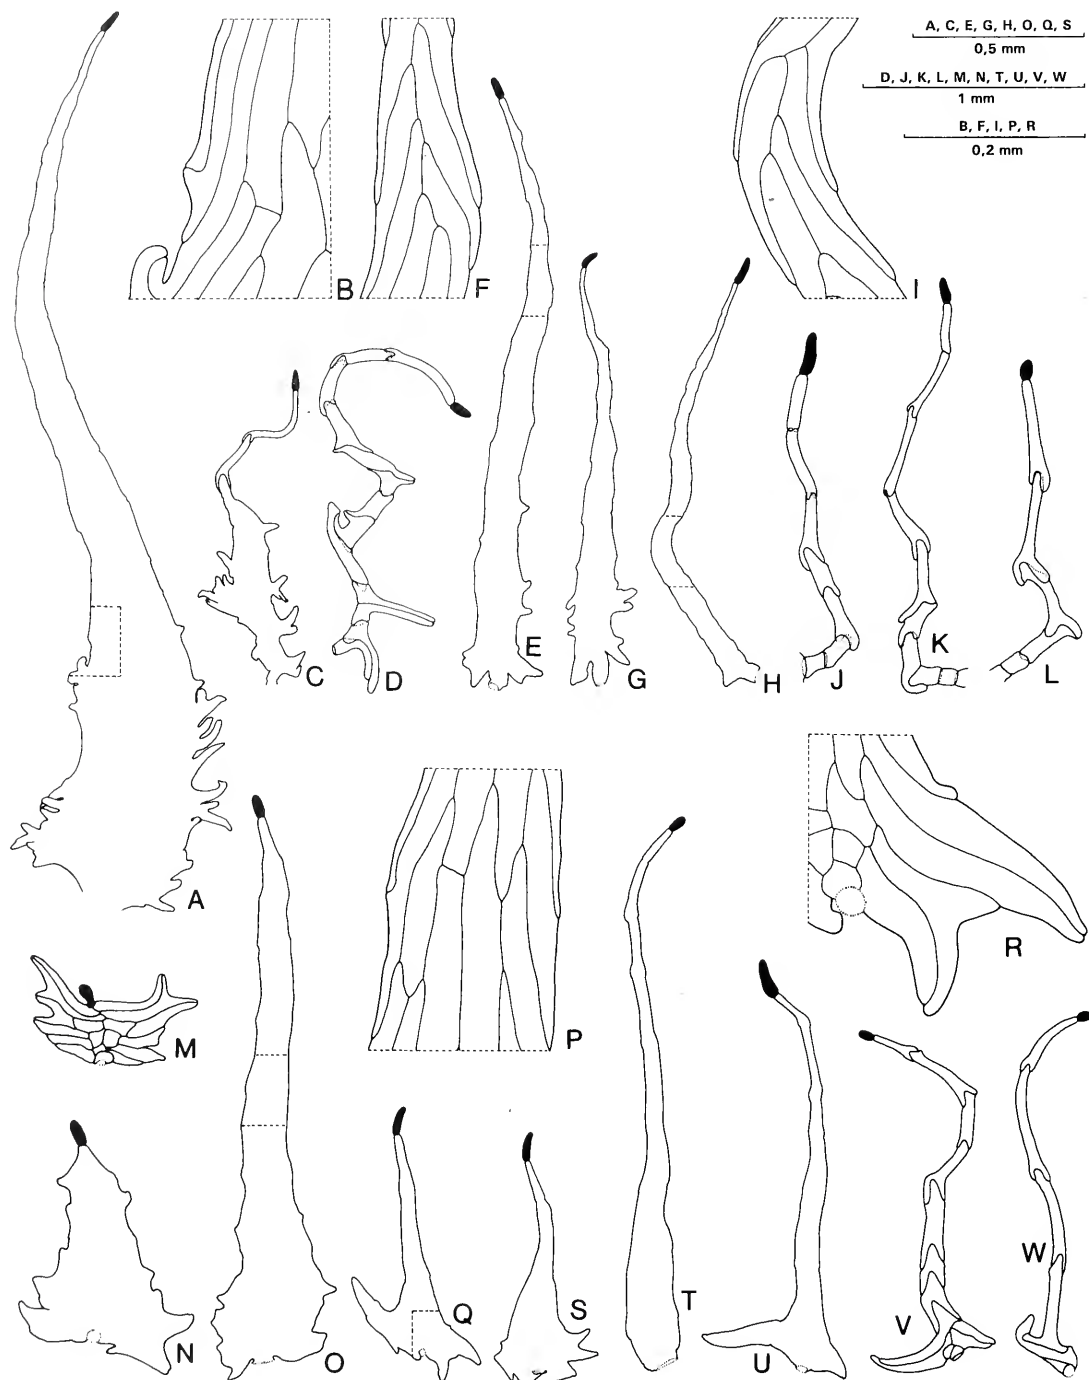 A, C, E, G, H, O, Q, S
0,5 mm
D, J, K, L, M, N, T, U, V, W
1 mm
B, F, I, P, R
0,2 mm
B
F
I
C
D
E
G
H
J
K
L
A
M
P
R
N
O
Q
S
T
U
V
W